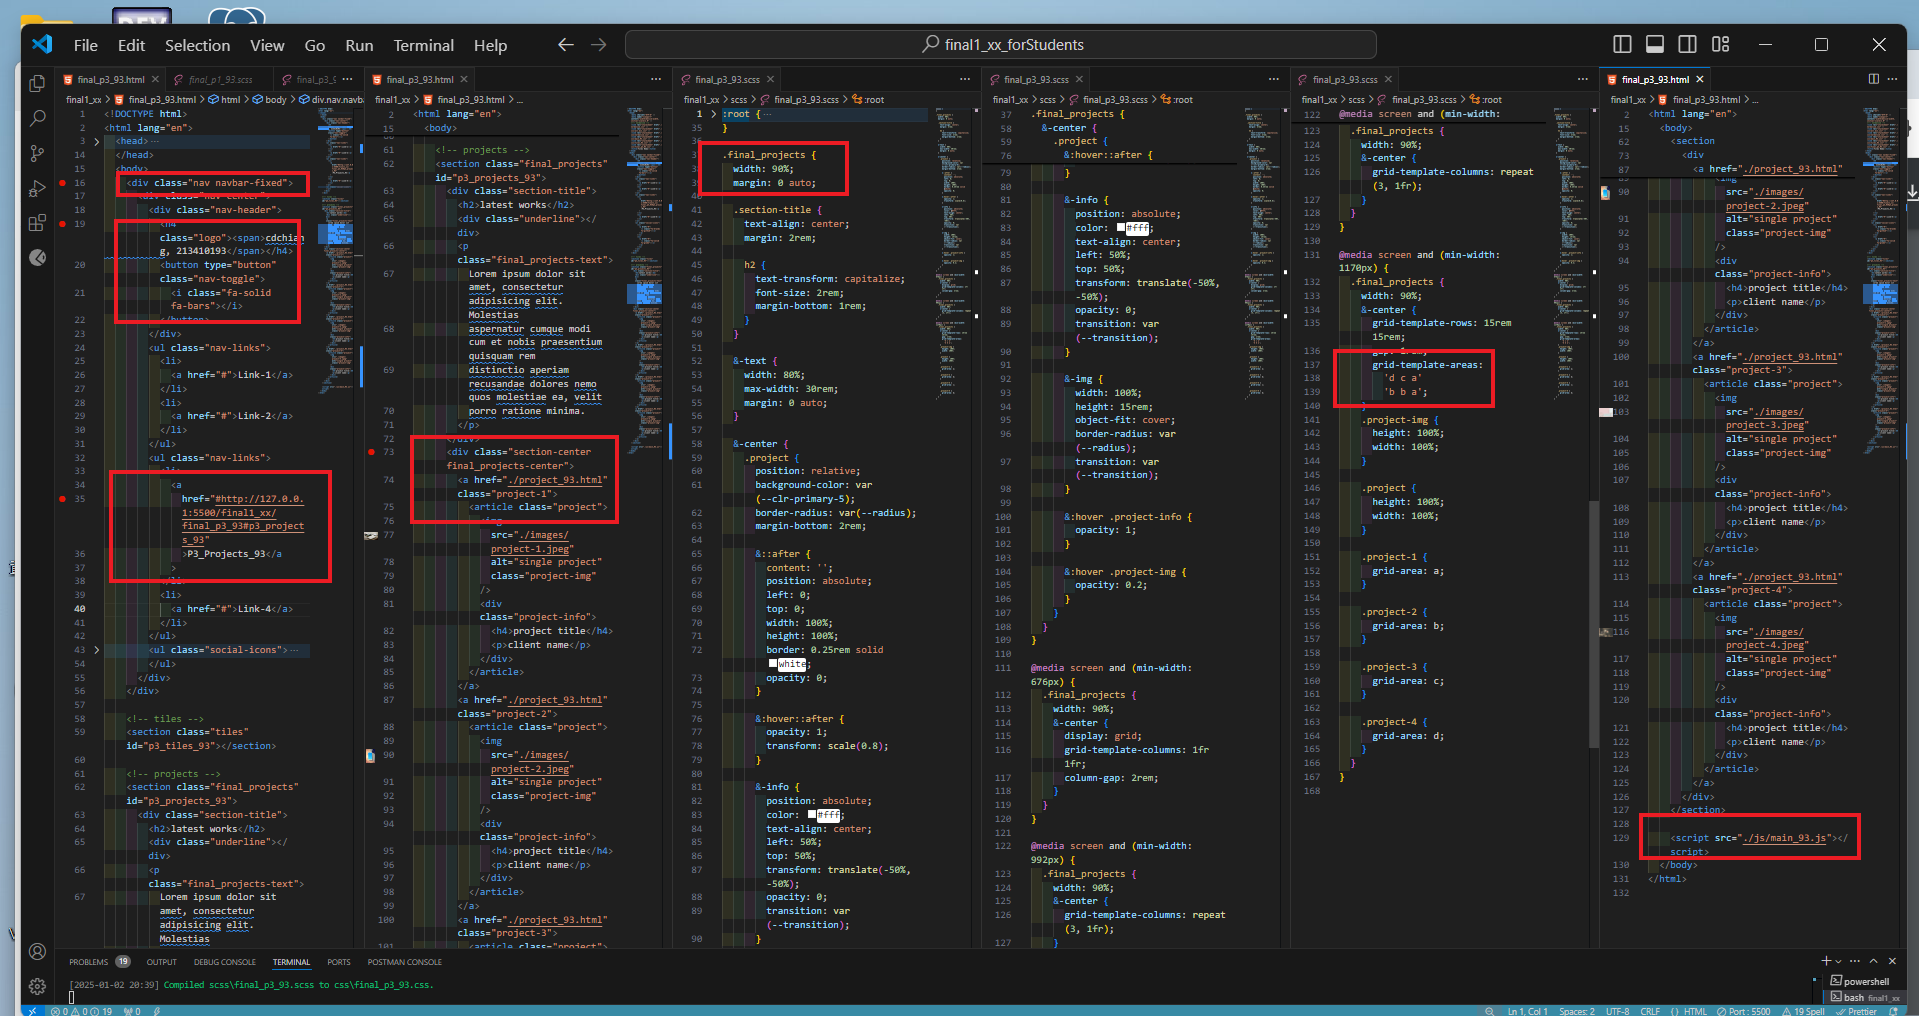 File Edit Selection View Go Run Terminal Help
final1_xx_forStudents
final_p3_93.html
final_p1_93.scss
final_p3_9
final1_xx > final_p3_93.html > html > body > div.nav.navba
1 <!DOCTYPE html>
2 <html lang="en">
3 <head>···
14 </head>
15 <body>
16 <div class="nav navbar-fixed">
18 <div class="nav-header">
19 <h4
class="logo"><span>cdchian
g, 213410193</span></h4>
20 <button type="button"
class="nav-toggle">
21 <i class="fa-solid
fa-bars"></i>
22 </button>
23 </div>
24 <ul class="nav-links">
25 <li>
26 <a href="#">Link-1</a>
27 </li>
28 <li>
29 <a href="#">Link-2</a>
30 </li>
31 </ul>
32 <ul class="nav-links">
33 <li>
34 <a
35 href="#http://127.0.0.
1:5500/final1_xx/
final_p3_93#p3_project
s_93"
36 >P3_Projects_93</a
37 >
38 </li>
39 <li>
40 <a href="#">Link-4</a>
41 </li>
42 </ul>
43 <ul class="social-icons">···
54 </ul>
55 </div>
56 </div>
57
58 <!-- tiles -->
59 <section class="tiles"
id="p3_tiles_93"></section>
60
61 <!-- projects -->
62 <section class="final_projects"
id="p3_projects_93">
63 <div class="section-title">
64 <h2>latest works</h2>
65 <div class="underline"></
div>
66 <p
class="final_projects-text">
67 Lorem ipsum dolor sit
amet, consectetur
adipisicing elit.
Molestias
final_p3_93.html
final1_xx > final_p3_93.html > ...
2 <html lang="en">
15 <body>
61 <!-- projects -->
62 <section class="final_projects"
id="p3_projects_93">
63 <div class="section-title">
64 <h2>latest works</h2>
65 <div class="underline"></
div>
66 <p
class="final_projects-text">
67 Lorem ipsum dolor sit
amet, consectetur
adipisicing elit.
Molestias
68 aspernatur cumque modi
cum et nobis praesentium
quisquam rem
69 distinctio aperiam
recusandae dolores nemo
quos molestiae ea, velit
70 porro ratione minima.
71 </p>
72 </div>
73 <div class="section-center
final_projects-center">
74 <a href="./project_93.html"
class="project-1">
75 <article class="project">
76 <img
77 src="./images/
project-1.jpeg"
78 alt="single project"
79 class="project-img"
80 />
81 <div
class="project-info">
82 <h4>project title</h4>
83 <p>client name</p>
84 </div>
85 </article>
86 </a>
87 <a href="./project_93.html"
class="project-2">
88 <article class="project">
89 <img
90 src="./images/
project-2.jpeg"
91 alt="single project"
92 class="project-img"
93 />
94 <div
class="project-info">
95 <h4>project title</h4>
96 <p>client name</p>
97 </div>
98 </article>
99 </a>
100 <a href="./project_93.html"
class="project-3">
101 <article class="project">
final_p3_93.scss
final1_xx > scss > final_p3_93.scss > :root
1 :root {···
35 }
.final_projects {
width: 90%;
margin: 0 auto;
41 .section-title {
42 text-align: center;
43 margin: 2rem;
44
45 h2 {
46 text-transform: capitalize;
47 font-size: 2rem;
48 margin-bottom: 1rem;
49 }
50 }
51
52 &-text {
53 width: 80%;
54 max-width: 30rem;
55 margin: 0 auto;
56 }
57
58 &-center {
59 .project {
60 position: relative;
61 background-color: var
(--clr-primary-5);
62 border-radius: var(--radius);
63 margin-bottom: 2rem;
64
65 &::after {
66 content: '';
67 position: absolute;
68 left: 0;
69 top: 0;
70 width: 100%;
71 height: 100%;
72 border: 0.25rem solid
white;
73 opacity: 0;
74 }
75
76 &:hover::after {
77 opacity: 1;
78 transform: scale(0.8);
79 }
80
81 &-info {
82 position: absolute;
83 color: #fff;
84 text-align: center;
85 left: 50%;
86 top: 50%;
87 transform: translate(-50%,
-50%);
88 opacity: 0;
89 transition: var
(--transition);
90 }
final_p3_93.scss
final1_xx > scss > final_p3_93.scss > :root
37 .final_projects {
58 &-center {
59 .project {
76 &:hover::after {
79 }
80
81 &-info {
82 position: absolute;
83 color: #fff;
84 text-align: center;
85 left: 50%;
86 top: 50%;
87 transform: translate(-50%,
-50%);
88 opacity: 0;
89 transition: var
(--transition);
90 }
91
92 &-img {
93 width: 100%;
94 height: 15rem;
95 object-fit: cover;
96 border-radius: var
(--radius);
97 transition: var
(--transition);
98 }
99
100 &:hover .project-info {
101 opacity: 1;
102 }
103
104 &:hover .project-img {
105 opacity: 0.2;
106 }
107 }
108 }
109 }
110
111 @media screen and (min-width:
676px) {
112 .final_projects {
113 width: 90%;
114 &-center {
115 display: grid;
116 grid-template-columns: 1fr
1fr;
117 column-gap: 2rem;
118 }
119 }
120 }
121
122 @media screen and (min-width:
992px) {
123 .final_projects {
124 width: 90%;
125 &-center {
126 grid-template-columns: repeat
(3, 1fr);
127 }
final_p3_93.scss
final1_xx > scss > final_p3_93.scss > :root
122 @media screen and (min-width:
123 .final_projects {
124 width: 90%;
125 &-center {
126 grid-template-columns: repeat
(3, 1fr);
127 }
128 }
129 }
130
131 @media screen and (min-width:
1170px) {
132 .final_projects {
133 width: 90%;
134 &-center {
135 grid-template-rows: 15rem
15rem;
136
137 grid-template-areas:
138 'd c a'
139 'b b a';
140 }
141 .project-img {
142 height: 100%;
143 width: 100%;
144 }
145
146 .project {
147 height: 100%;
148 width: 100%;
149 }
150
151 .project-1 {
152 grid-area: a;
153 }
154
155 .project-2 {
156 grid-area: b;
157 }
158
159 .project-3 {
160 grid-area: c;
161 }
162
163 .project-4 {
164 grid-area: d;
165 }
166 }
167 }
168
final_p3_93.html
final1_xx > final_p3_93.html > ...
2 <html lang="en">
15 <body>
62 <section
73 <div
87 <a href="./project_93.html"
90 src="./images/
project-2.jpeg"
91 alt="single project"
92 class="project-img"
93 />
94 <div
class="project-info">
95 <h4>project title</h4>
96 <p>client name</p>
97 </div>
98 </article>
99 </a>
100 <a href="./project_93.html"
class="project-3">
101 <article class="project">
102 <img
103 src="./images/
project-3.jpeg"
104 alt="single project"
105 class="project-img"
106 />
107 <div
class="project-info">
108 <h4>project title</h4>
109 <p>client name</p>
110 </div>
111 </article>
112 </a>
113 <a href="./project_93.html"
class="project-4">
114 <article class="project">
115 <img
116 src="./images/
project-4.jpeg"
117 alt="single project"
118 class="project-img"
119 />
120 <div
class="project-info">
121 <h4>project title</h4>
122 <p>client name</p>
123 </div>
124 </article>
125 </a>
126 </div>
127 </section>
128
129 <script src="./js/main_93.js"></
script>
130 </body>
131 </html>
132
PROBLEMS 19 OUTPUT DEBUG CONSOLE TERMINAL PORTS POSTMAN CONSOLE
[2025-01-02 20:39] Compiled scss\final_p3_93.scss to css\final_p3_93.css.
powershell
bash final1_xx
0 0 19 0
Ln 1, Col 1 Spaces: 2 UTF-8 CRLF {} HTML Port : 5500 19 Spell Prettier